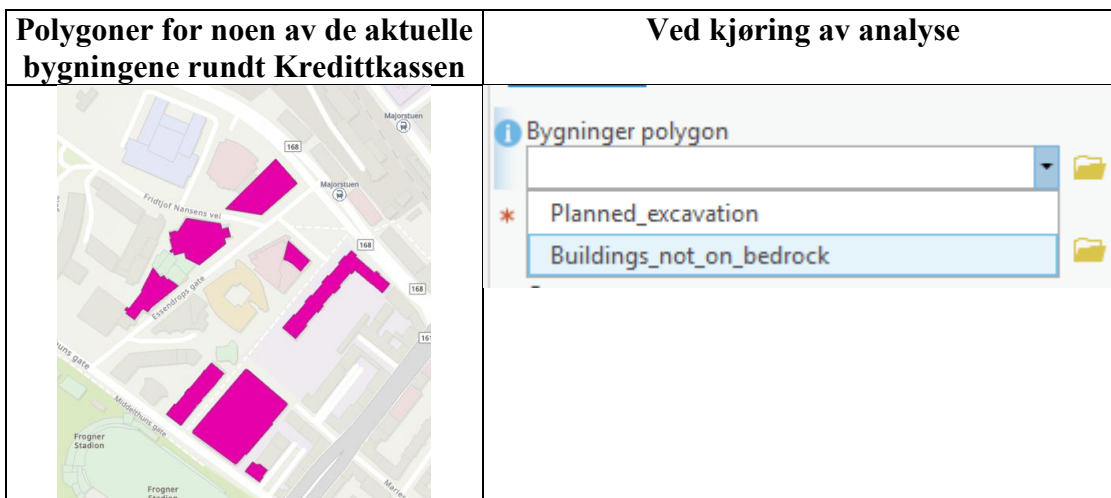 Polygoner for noen av de aktuelle
bygningene rundt Kredittkassen
Ved kjøring av analyse
Majorstuen
168
Majorstuen
Fridtjof Nansens vei
168
Essendrops gate
168
Middelthuns gate
Frogner
Stadion
Frogner
Bygninger polygon
* Planned_excavation
Buildings_not_on_bedrock